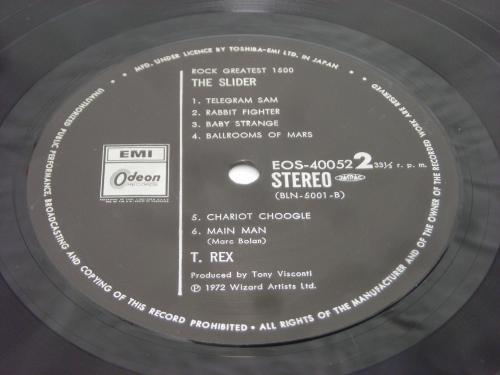 MFD. UNDER LICENCE BY TOSHIBA-EMI LTD. IN JAPAN
ROCK GREATEST 1500
THE SLIDER
1. TELEGRAM SAM
2. RABBIT FIGHTER
3. BABY STRANGE
4. BALLROOMS OF MARS
EMI
Odeon
RECORDS
EOS-40052 2 33⅓ r. p. m.
STEREO
(BLN-5001-B)
5. CHARIOT CHOOGLE
6. MAIN MAN
(Marc Bolan)
T. REX
Produced by Tony Visconti
Ⓟ 1972 Wizard Artists Ltd.
UNAUTHORIZED PUBLIC PERFORMANCE, BROADCASTING AND COPYING OF THIS RECORD PROHIBITED • ALL RIGHTS OF THE MANUFACTURER AND OF THE OWNER OF THE RECORDED WORK ARE RESERVED